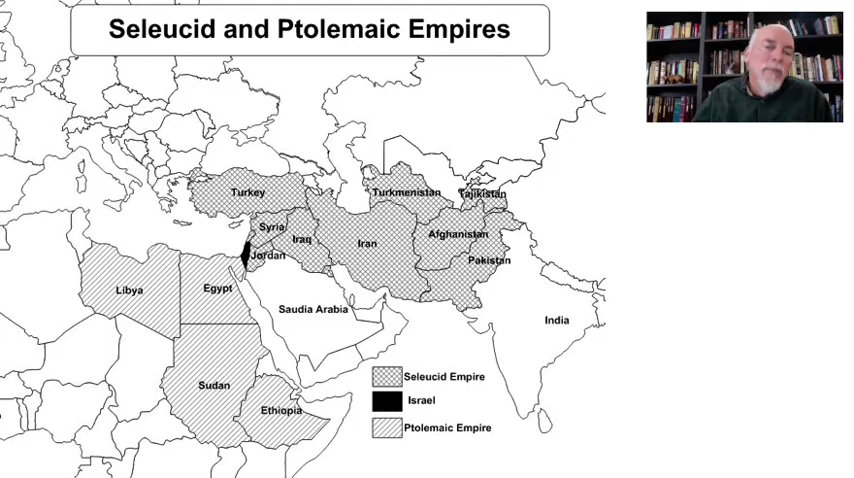 Seleucid and Ptolemaic Empires
Turkey
Turkmenistan
Tajikistan
Syria
Iraq
Iran
Afghanistan
Jordan
Pakistan
Libya
Egypt
Saudia Arabia
India
Sudan
Ethiopia
Seleucid Empire
Israel
Ptolemaic Empire